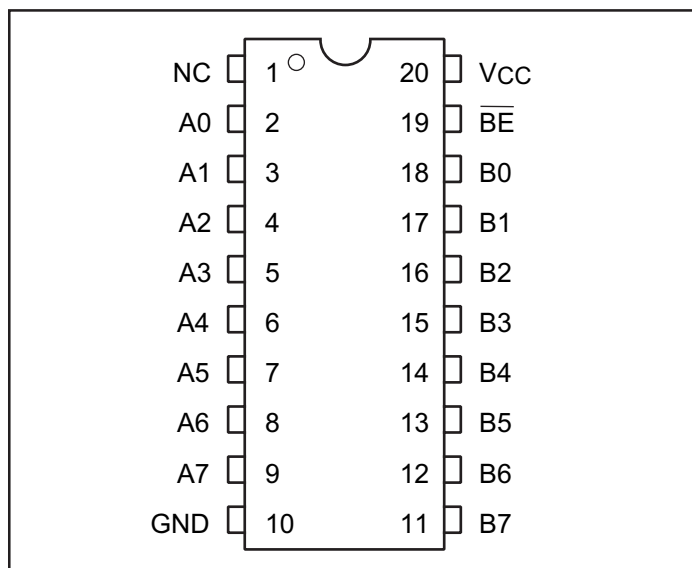 NC 1 20 VCC
A0 2 19 B̅E̅
A1 3 18 B0
A2 4 17 B1
A3 5 16 B2
A4 6 15 B3
A5 7 14 B4
A6 8 13 B5
A7 9 12 B6
GND 10 11 B7